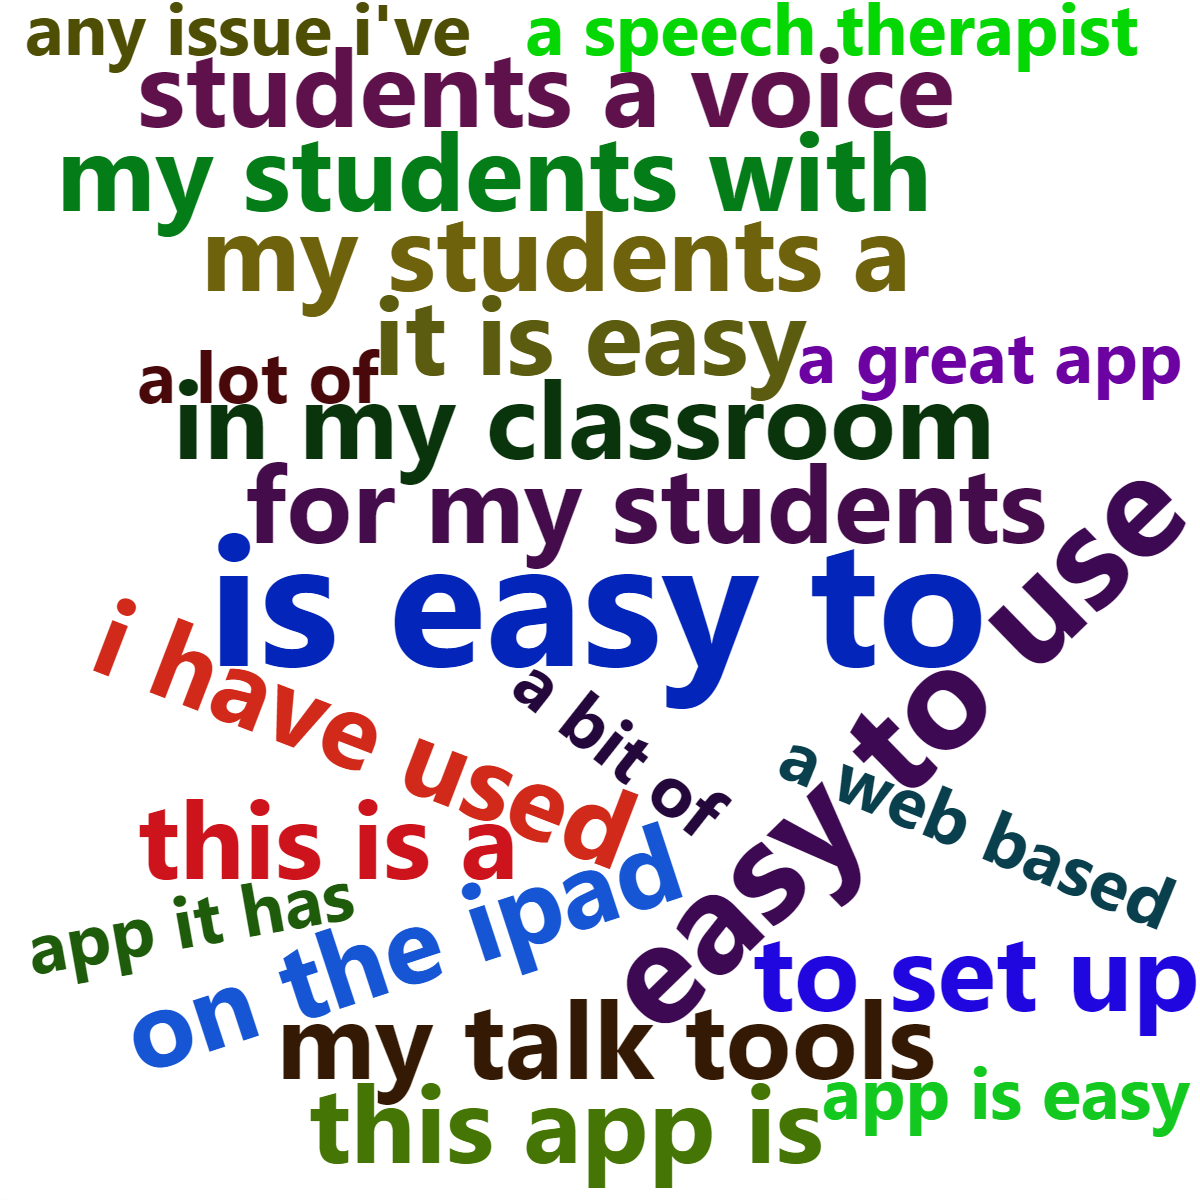 any issue i've
a speech therapist
students a voice
my students with
my students a
it is easy
a great app
a lot of
in my classroom
for my students
is easy to
easy to use
i have used
a bit of
a web based
this is a
app it has
on the ipad
to set up
my talk tools
app is easy
this app is